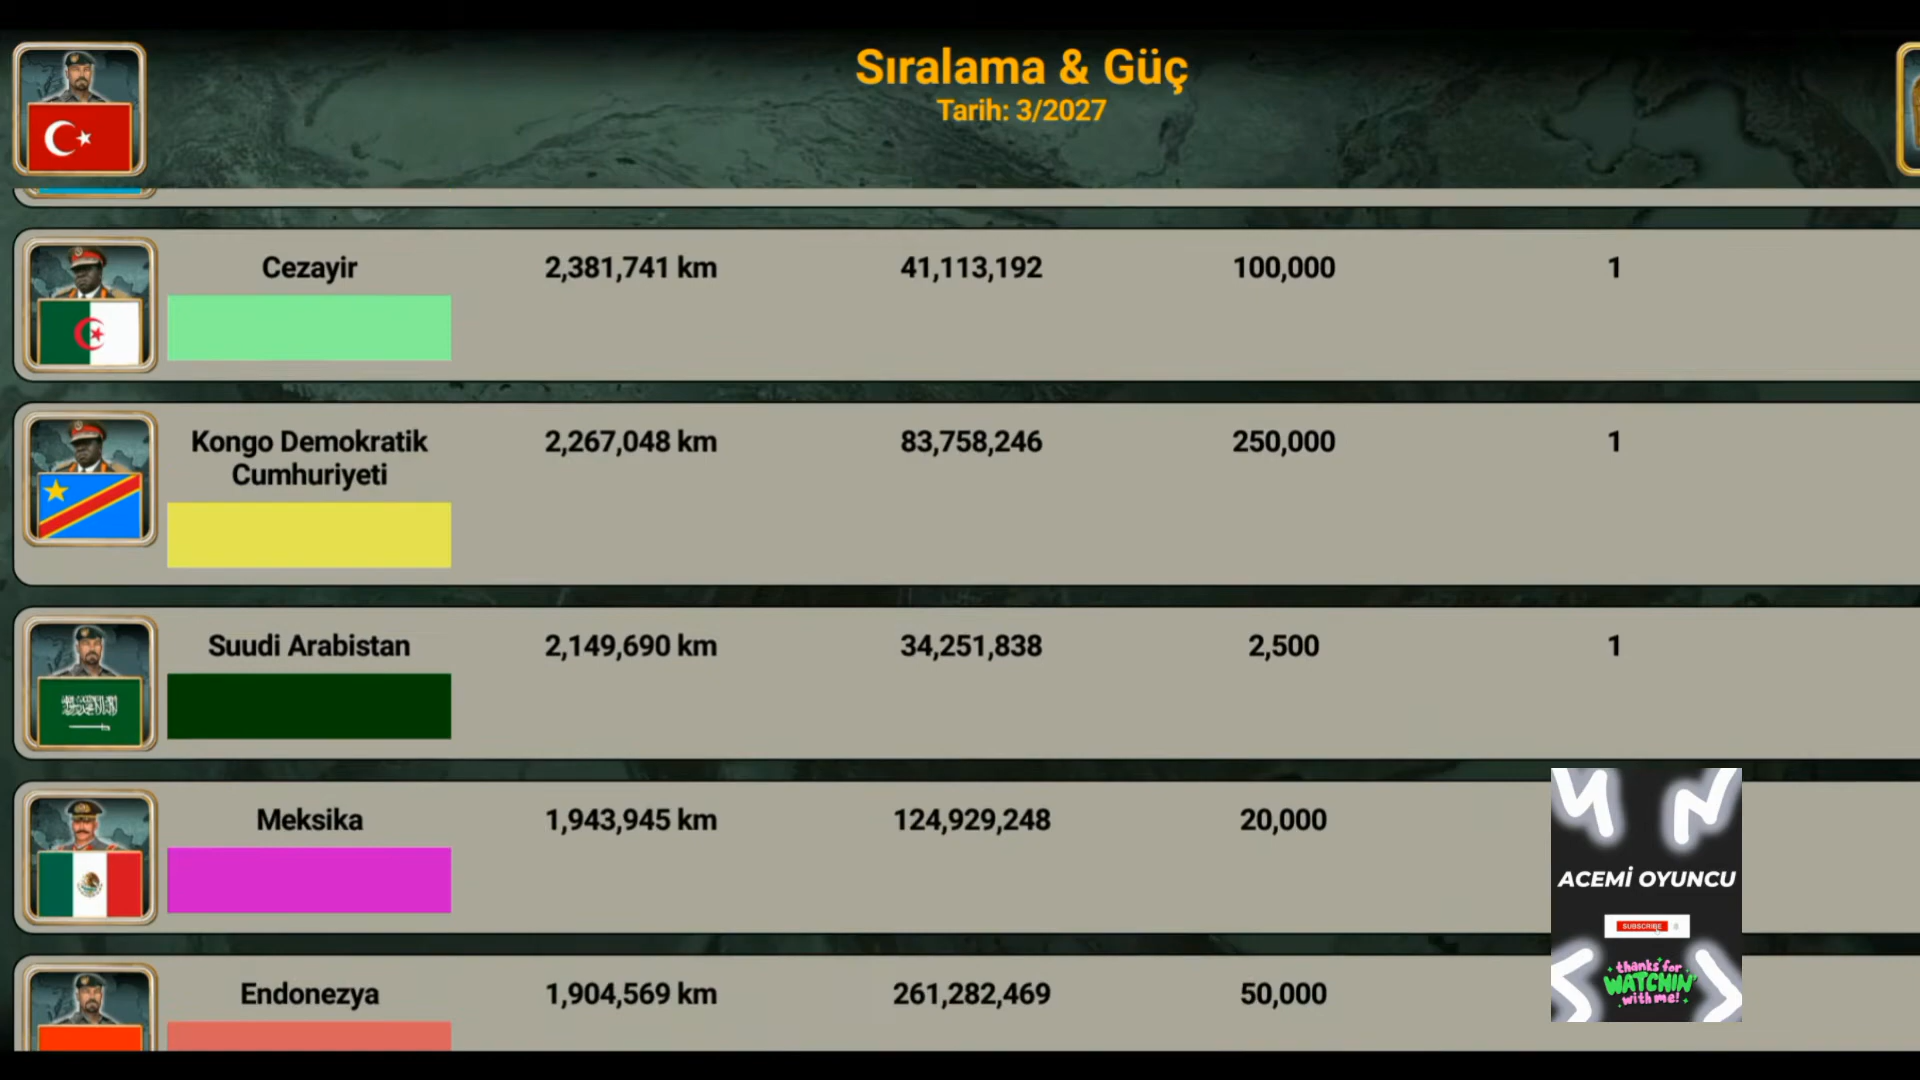 Sıralama & Güç
Tarih: 3/2027
Cezayir 2,381,741 km 41,113,192 100,000 1
Kongo Demokratik Cumhuriyeti 2,267,048 km 83,758,246 250,000 1
Suudi Arabistan 2,149,690 km 34,251,838 2,500 1
Meksika 1,943,945 km 124,929,248 20,000
Endonezya 1,904,569 km 261,282,469 50,000
ACEMİ OYUNCU
SUBSCRIBE
thanks for
WATCHIN'
with me!